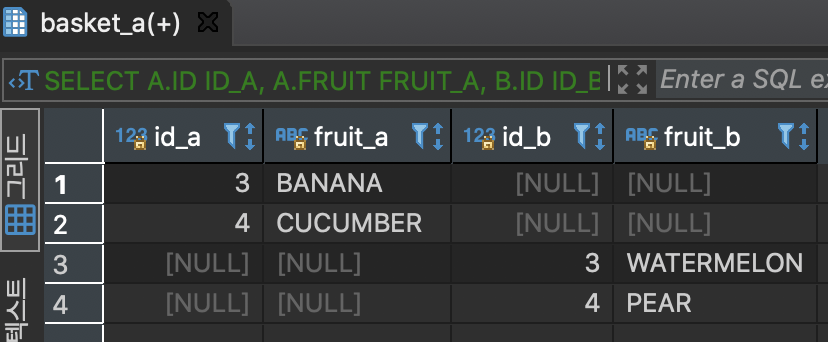 basket_a(+)
SELECT A.ID ID_A, A.FRUIT FRUIT_A, B.ID ID_B
Enter a SQL ex
그리드
텍스트
123 id_a ABC fruit_a 123 id_b ABC fruit_b
1 3 BANANA [NULL] [NULL]
2 4 CUCUMBER [NULL] [NULL]
3 [NULL] [NULL] 3 WATERMELON
4 [NULL] [NULL] 4 PEAR